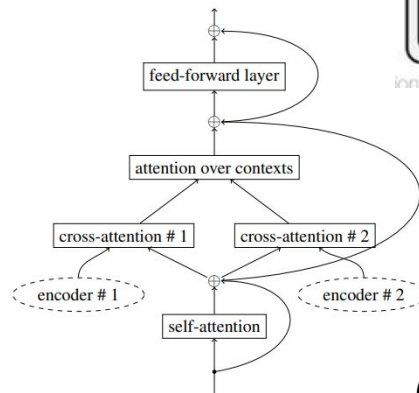 feed-forward layer
attention over contexts
cross-attention # 1
cross-attention # 2
encoder # 1
encoder # 2
self-attention